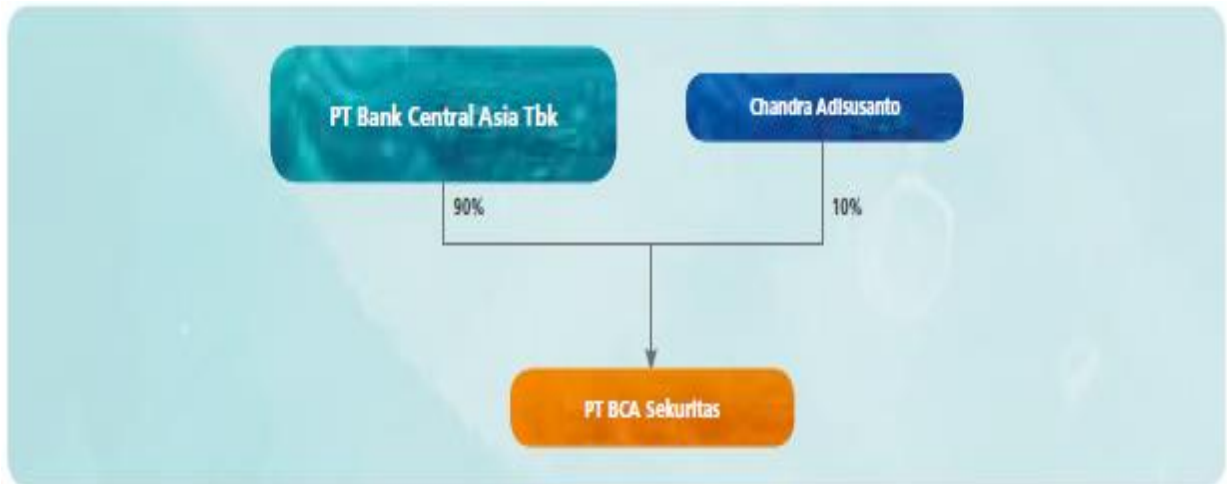 PT Bank Central Asia Tbk
Chandra Adisusanto
90%
10%
PT BCA Sekuritas